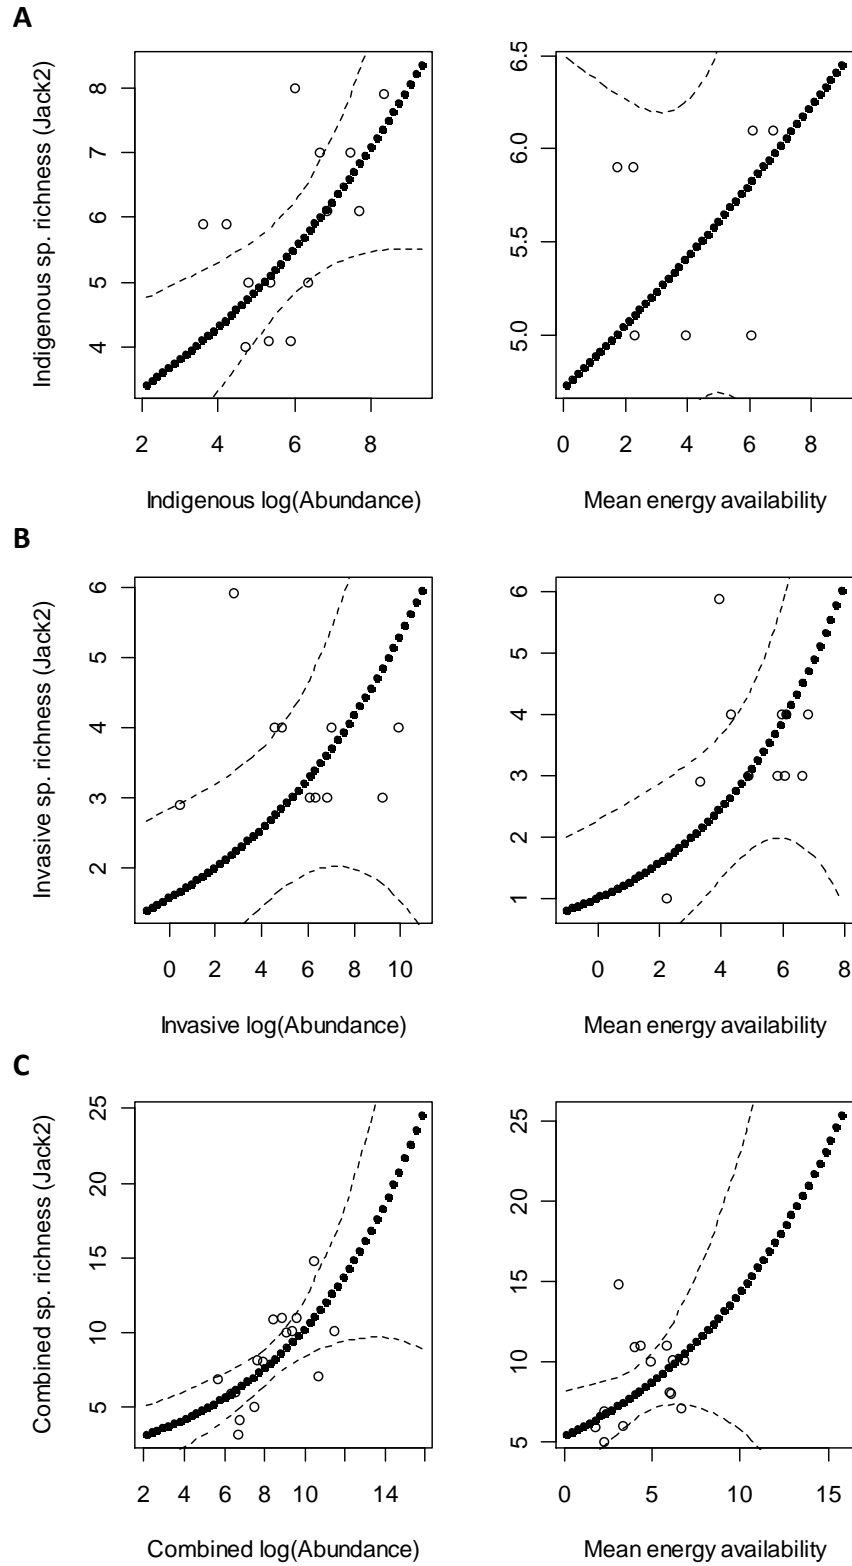 A
Indigenous sp. richness (Jack2)
8
7
6
5
4
2 4 6 8
Indigenous log(Abundance)
6.5
6.0
5.5
5.0
0 2 4 6 8
Mean energy availability
B
Invasive sp. richness (Jack2)
6
5
4
3
2
0 2 4 6 8 10
Invasive log(Abundance)
6
5
4
3
2
1
0 2 4 6 8
Mean energy availability
C
Combined sp. richness (Jack2)
25
20
15
10
5
2 4 6 8 10 14
Combined log(Abundance)
25
20
15
10
5
0 5 10 15
Mean energy availability